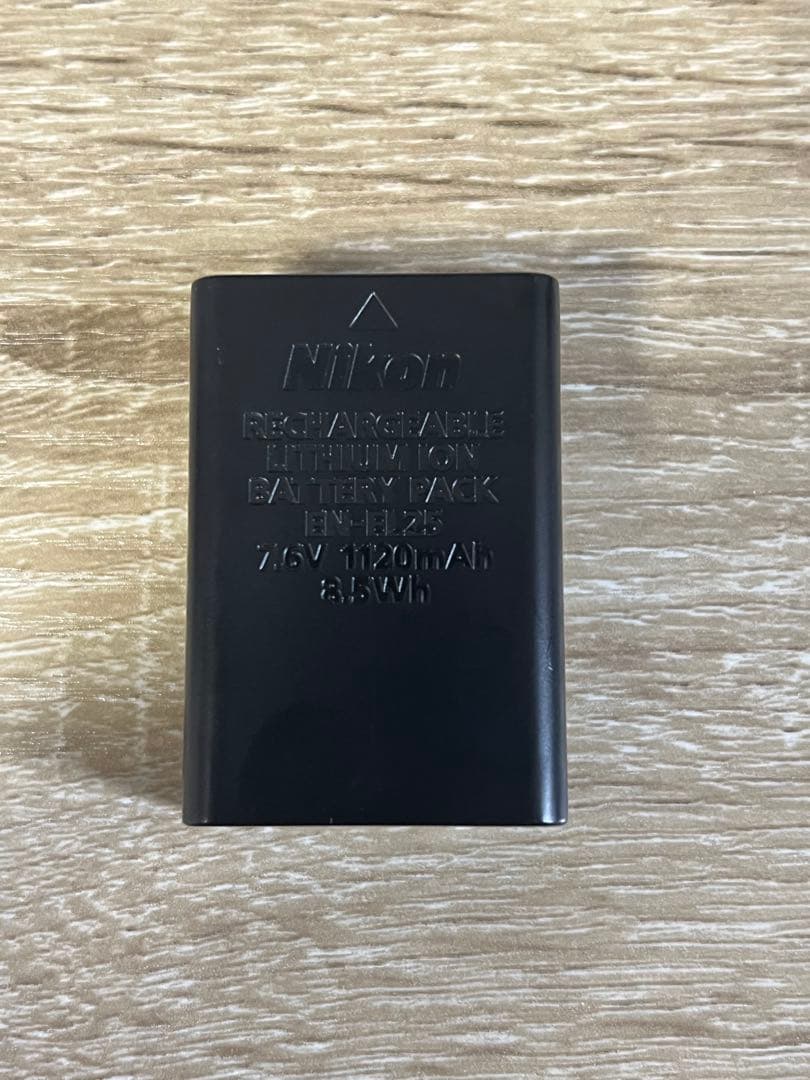 Nikon
RECHARGEABLE
LITHIUM ION
BATTERY PACK
EN-EL25
7.6V 1120mAh
8.5Wh